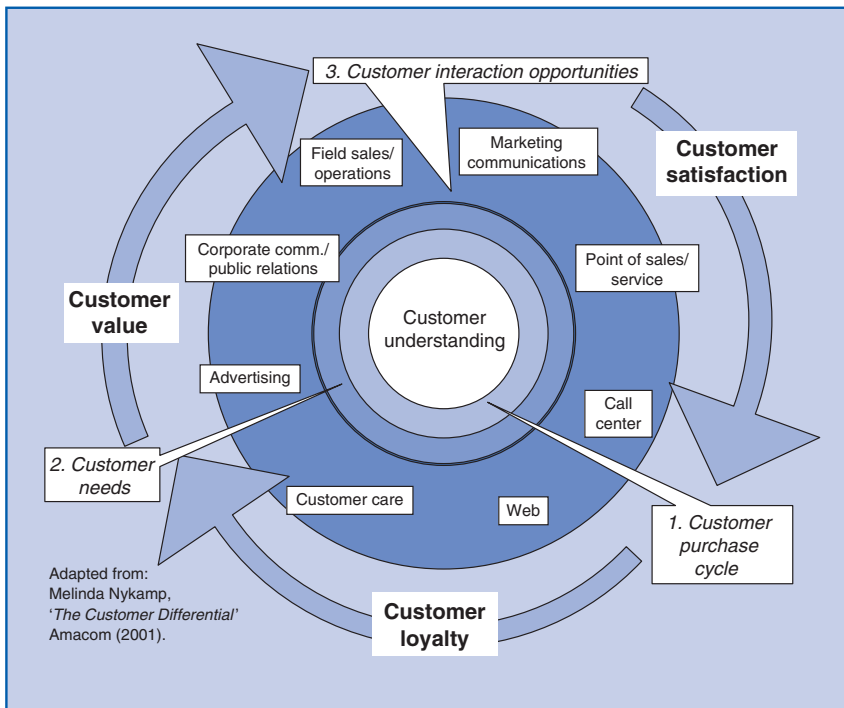 3. Customer interaction opportunities
Field sales/
operations
Marketing
communications
Customer
satisfaction
Corporate comm./
public relations
Point of sales/
service
Customer
value
Customer
understanding
Advertising
Call
center
2. Customer
needs
Customer care
Web
1. Customer
purchase
cycle
Adapted from:
Melinda Nykamp,
‘The Customer Differential’
Amacom (2001).
Customer
loyalty